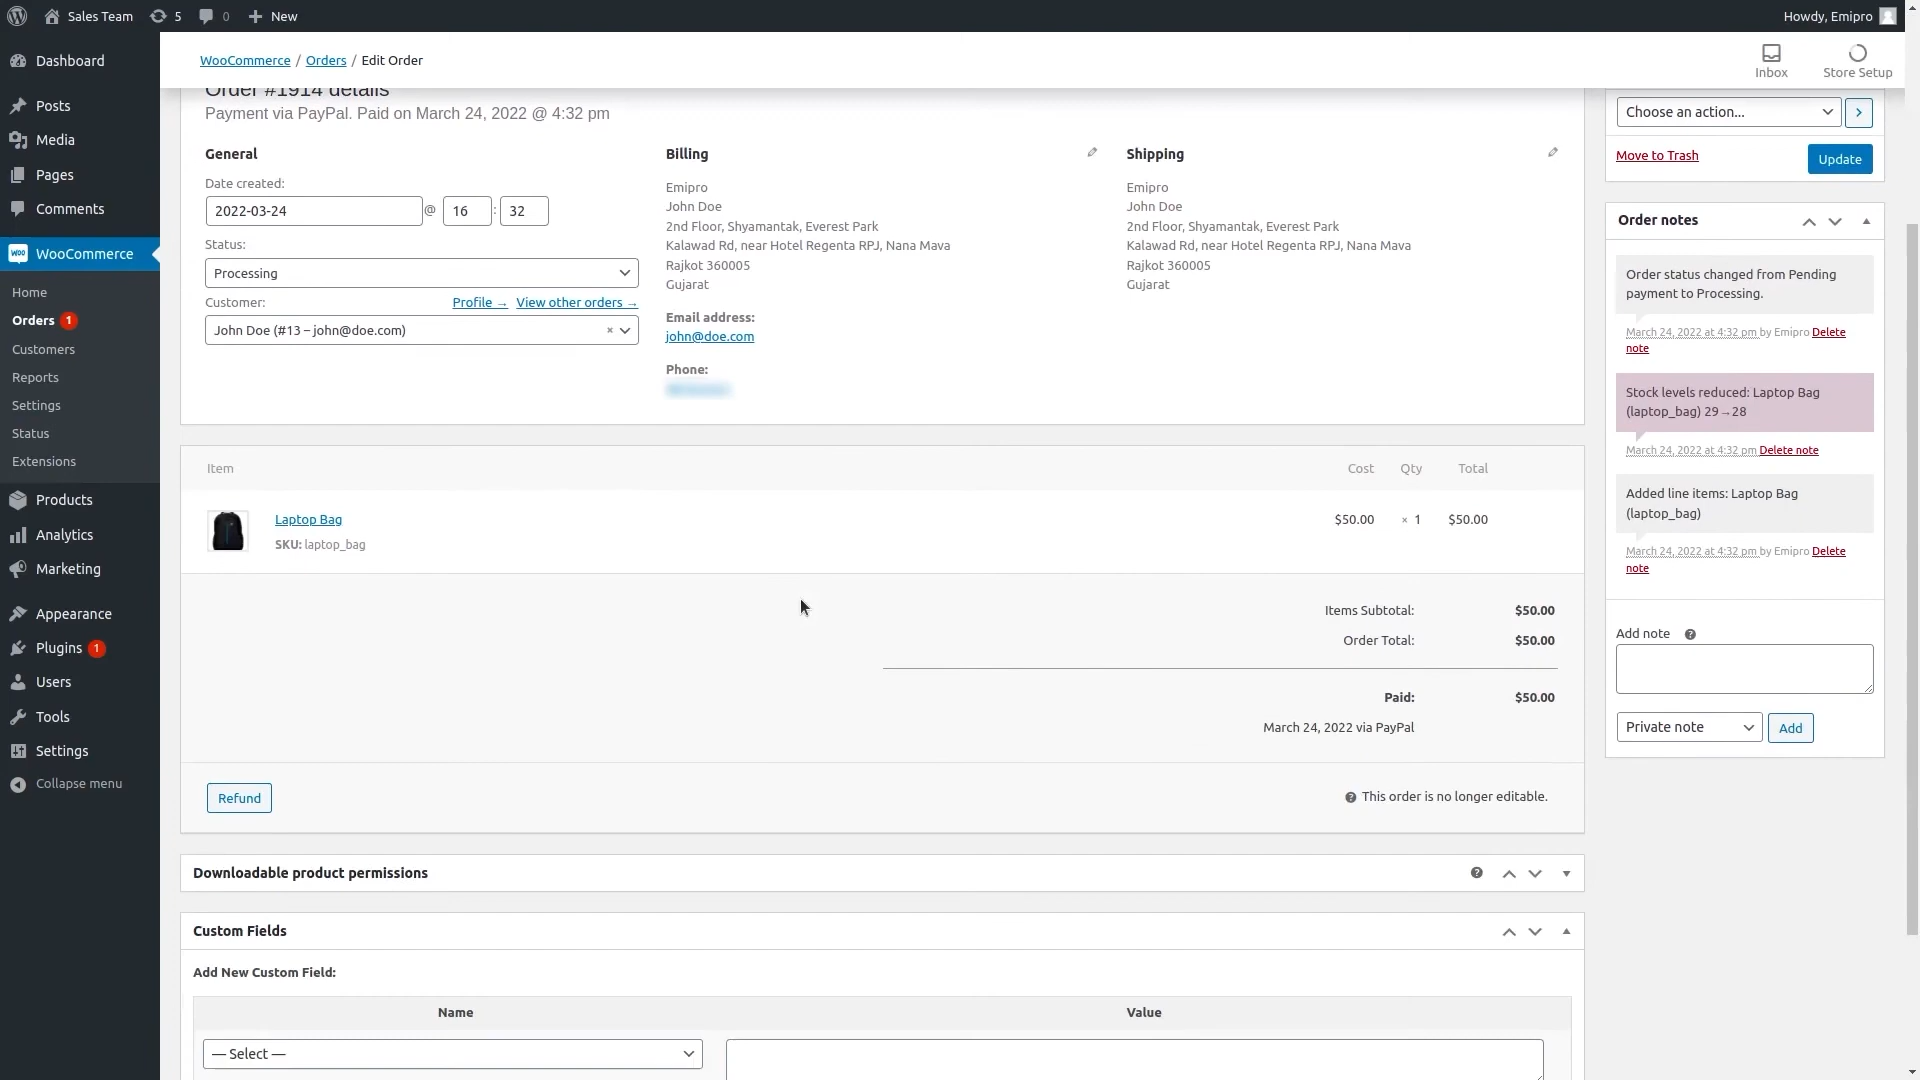 Sales Team
5
0
New
Howdy, Emipro
Dashboard
Posts
Media
Pages
Comments
WooCommerce
Home
Orders 1
Customers
Reports
Settings
Status
Extensions
Products
Analytics
Marketing
Appearance
Plugins 1
Users
Tools
Settings
Collapse menu
WooCommerce / Orders / Edit Order
Inbox
Store Setup
Order #1914 details
Payment via PayPal. Paid on March 24, 2022 @ 4:32 pm
General
Date created:
2022-03-24 @ 16 : 32
Status:
Processing
Customer:
Profile →
View other orders →
John Doe (#13 – john@doe.com) ×
Billing
Emipro
John Doe
2nd Floor, Shyamantak, Everest Park
Kalawad Rd, near Hotel Regenta RPJ, Nana Mava
Rajkot 360005
Gujarat
Email address:
john@doe.com
Phone:
Shipping
Emipro
John Doe
2nd Floor, Shyamantak, Everest Park
Kalawad Rd, near Hotel Regenta RPJ, Nana Mava
Rajkot 360005
Gujarat
Item Cost Qty Total
Laptop Bag $50.00 × 1 $50.00
SKU: laptop_bag
Items Subtotal: $50.00
Order Total: $50.00
Paid: $50.00
March 24, 2022 via PayPal
Refund
This order is no longer editable.
Downloadable product permissions
Custom Fields
Add New Custom Field:
Name Value
— Select —
Choose an action...
Move to Trash
Update
Order notes
Order status changed from Pending
payment to Processing.
March 24, 2022 at 4:32 pm by Emipro Delete
note
Stock levels reduced: Laptop Bag
(laptop_bag) 29→28
March 24, 2022 at 4:32 pm Delete note
Added line items: Laptop Bag
(laptop_bag)
March 24, 2022 at 4:32 pm by Emipro Delete
note
Add note
Private note
Add